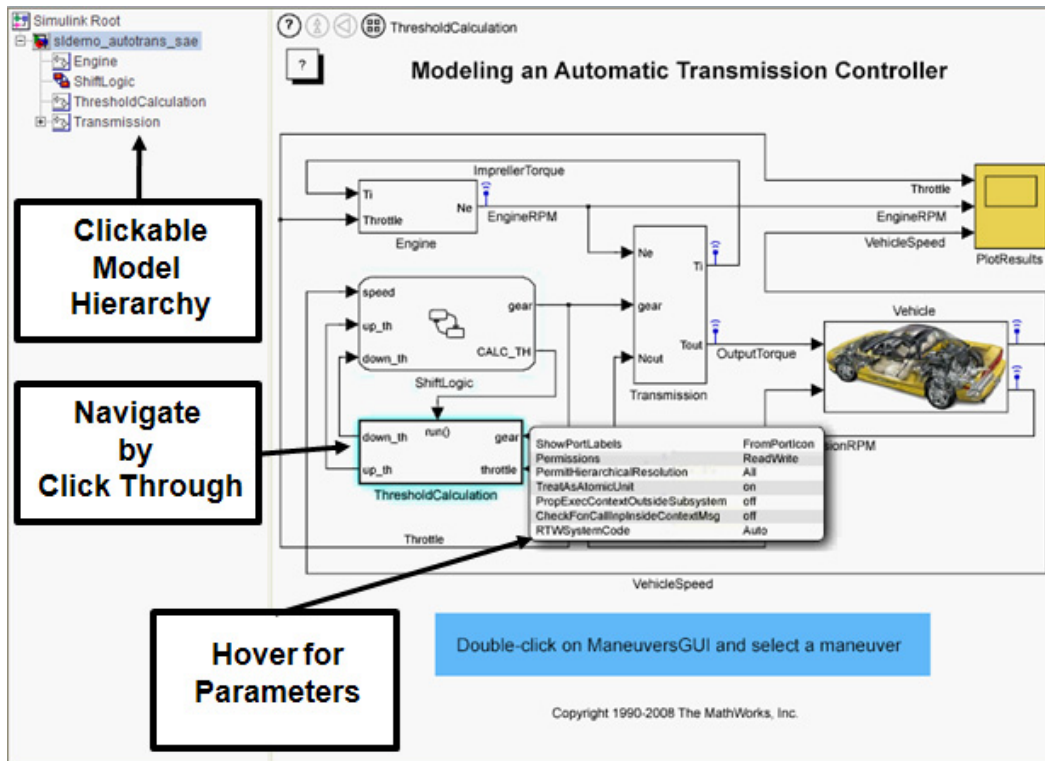 Simulink Root
sldemo_autotrans_sae
Engine
ShiftLogic
ThresholdCalculation
Transmission
Clickable
Model
Hierarchy
Navigate
by
Click Through
Hover for
Parameters
?
ThresholdCalculation
?
Modeling an Automatic Transmission Controller
ImprellerTorque
Ti
Throttle
Ne
Engine
EngineRPM
Throttle
EngineRPM
VehicleSpeed
PlotResults
Ne
gear
Nout
Ti
Tout
Transmission
OutputTorque
Vehicle
speed
up_th
down_th
gear
CALC_TH
ShiftLogic
down_th
up_th
run()
gear
throttle
ThresholdCalculation
ShowPortLabels FromPortIcon
Permissions ReadWrite
PermitHierarchicalResolution All
TreatAsAtomicUnit on
PropExecContextOutsideSubsystem off
CheckFcnCallInpInsideContextMsg off
RTWSystemCode Auto
sionRPM
Throttle
VehicleSpeed
Double-click on ManeuversGUI and select a maneuver
Copyright 1990-2008 The MathWorks, Inc.